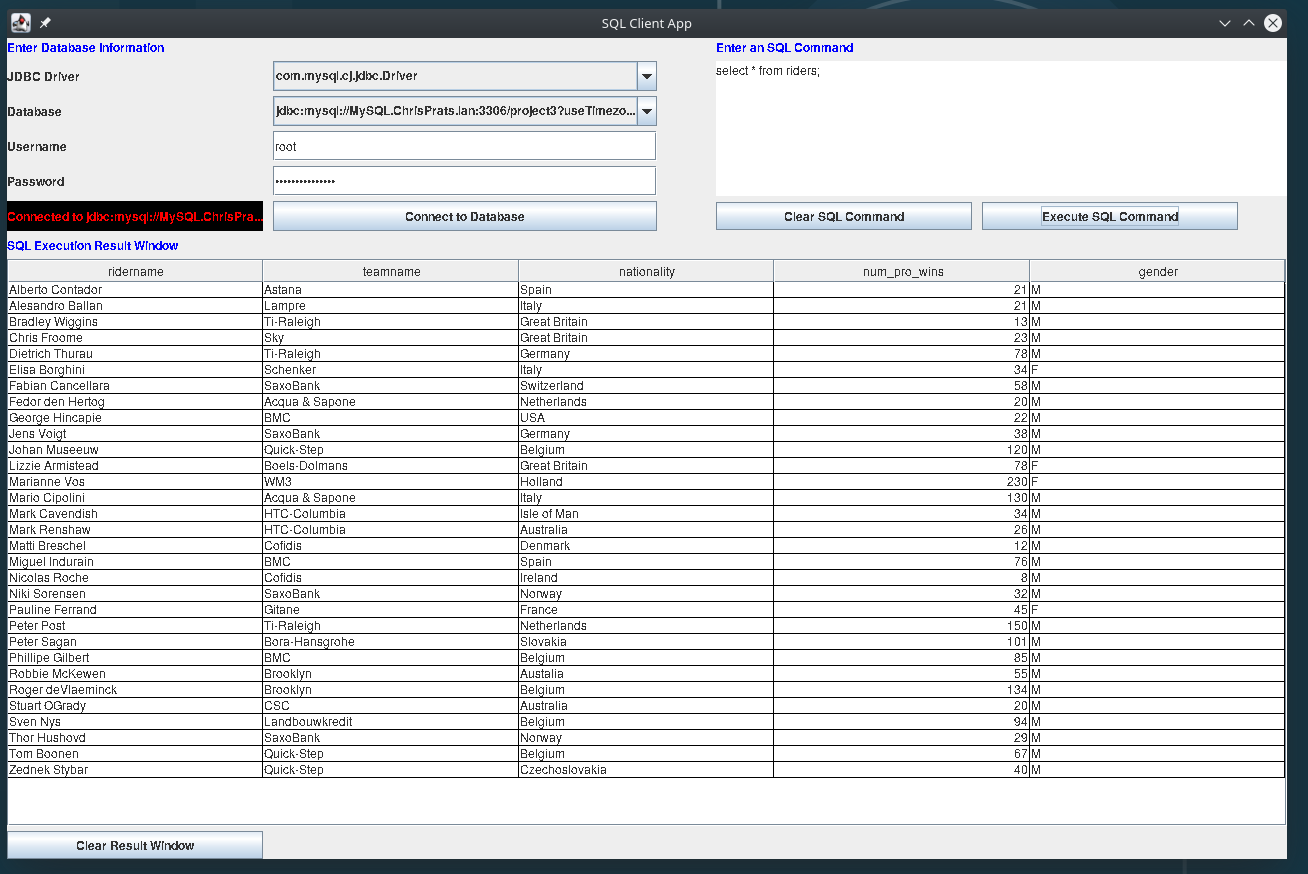 SQL Client App
Enter Database Information
Enter an SQL Command
JDBC Driver
com.mysql.cj.jdbc.Driver
select * from riders;
Database
jdbc:mysql://MySQL.ChrisPrats.lan:3306/project3?useTimezo...
Username
root
Password
•••••••••••••••
Connected to jdbc:mysql://MySQL.ChrisPra...
Connect to Database
Clear SQL Command
Execute SQL Command
SQL Execution Result Window
ridername teamname nationality num_pro_wins gender
Alberto Contador Astana Spain 21 M
Alesandro Ballan Lampre Italy 21 M
Bradley Wiggins Ti-Raleigh Great Britain 13 M
Chris Froome Sky Great Britain 23 M
Dietrich Thurau Ti-Raleigh Germany 78 M
Elisa Borghini Schenker Italy 34 F
Fabian Cancellara SaxoBank Switzerland 58 M
Fedor den Hertog Acqua & Sapone Netherlands 20 M
George Hincapie BMC USA 22 M
Jens Voigt SaxoBank Germany 38 M
Johan Museeuw Quick-Step Belgium 120 M
Lizzie Armistead Boels-Dolmans Great Britain 78 F
Marianne Vos WM3 Holland 230 F
Mario Cipolini Acqua & Sapone Italy 130 M
Mark Cavendish HTC-Columbia Isle of Man 34 M
Mark Renshaw HTC-Columbia Australia 26 M
Matti Breschel Cofidis Denmark 12 M
Miguel Indurain BMC Spain 76 M
Nicolas Roche Cofidis Ireland 8 M
Niki Sorensen SaxoBank Norway 32 M
Pauline Ferrand Gitane France 45 F
Peter Post Ti-Raleigh Netherlands 150 M
Peter Sagan Bora-Hansgrohe Slovakia 101 M
Phillipe Gilbert BMC Belgium 85 M
Robbie McKewen Brooklyn Austalia 55 M
Roger deVlaeminck Brooklyn Belgium 134 M
Stuart OGrady CSC Australia 20 M
Sven Nys Landbouwkredit Belgium 94 M
Thor Hushovd SaxoBank Norway 29 M
Tom Boonen Quick-Step Belgium 67 M
Zednek Stybar Quick-Step Czechoslovakia 40 M
Clear Result Window